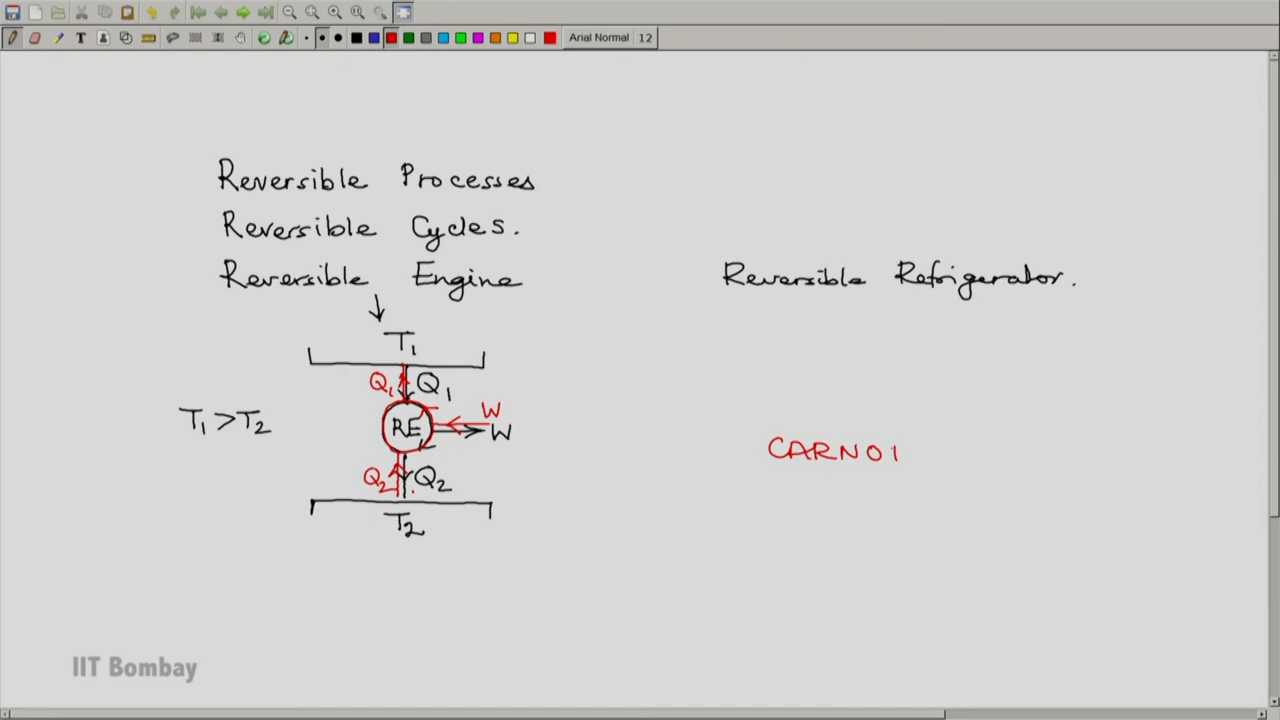 Arial Normal 12
Reversible Processes
Reversible Cycles.
Reversible Engine
Reversible Refrigerator.
T1
Q1 Q1
T1>T2
RE
W
W
CARNO
Q2 Q2
T2
IIT Bombay